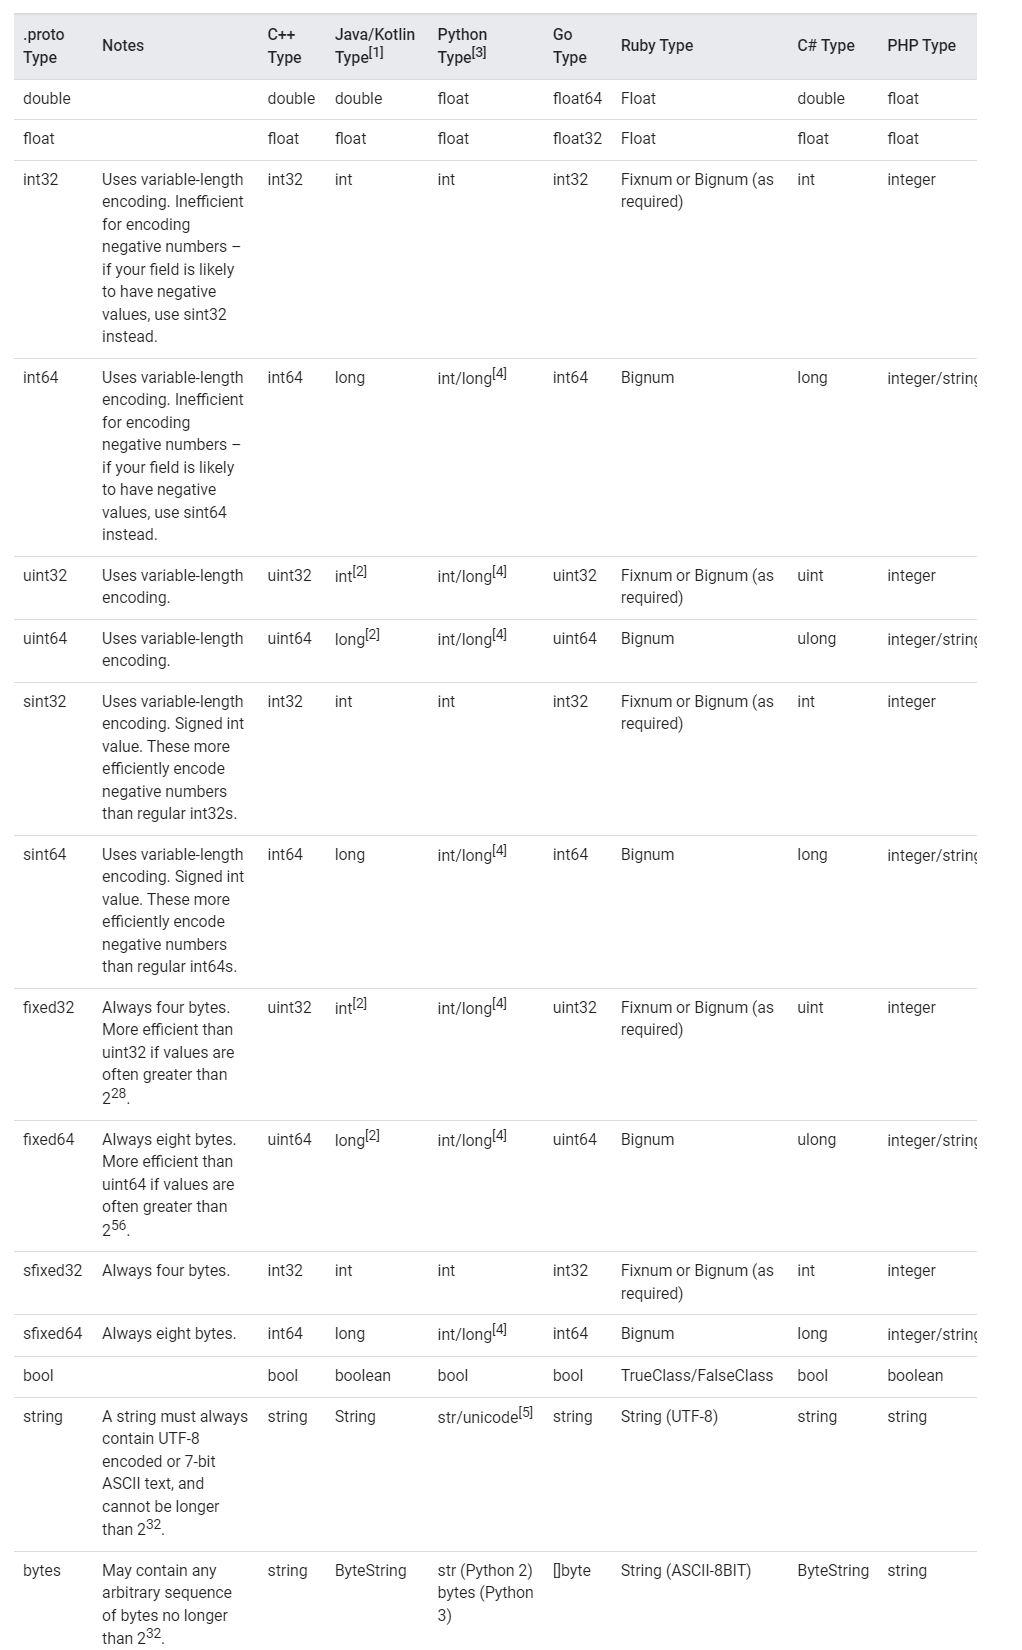 .proto Type Notes C++ Type Java/Kotlin Type[1] Python Type[3] Go Type Ruby Type C# Type PHP Type
double double double float float64 Float double float
float float float float float32 Float float float
int32 Uses variable-length int32 int int int32 Fixnum or Bignum (as int integer
encoding. Inefficient required)
for encoding
negative numbers –
if your field is likely
to have negative
values, use sint32
instead.
int64 Uses variable-length int64 long int/long[4] int64 Bignum long integer/string
encoding. Inefficient
for encoding
negative numbers –
if your field is likely
to have negative
values, use sint64
instead.
uint32 Uses variable-length uint32 int[2] int/long[4] uint32 Fixnum or Bignum (as uint integer
encoding. required)
uint64 Uses variable-length uint64 long[2] int/long[4] uint64 Bignum ulong integer/string
encoding.
sint32 Uses variable-length int32 int int int32 Fixnum or Bignum (as int integer
encoding. Signed int required)
value. These more
efficiently encode
negative numbers
than regular int32s.
sint64 Uses variable-length int64 long int/long[4] int64 Bignum long integer/string
encoding. Signed int
value. These more
efficiently encode
negative numbers
than regular int64s.
fixed32 Always four bytes. uint32 int[2] int/long[4] uint32 Fixnum or Bignum (as uint integer
More efficient than required)
uint32 if values are
often greater than
2^28.
fixed64 Always eight bytes. uint64 long[2] int/long[4] uint64 Bignum ulong integer/string
More efficient than
uint64 if values are
often greater than
2^56.
sfixed32 Always four bytes. int32 int int int32 Fixnum or Bignum (as int integer
required)
sfixed64 Always eight bytes. int64 long int/long[4] int64 Bignum long integer/string
bool bool boolean bool bool TrueClass/FalseClass bool boolean
string A string must always string String str/unicode[5] string String (UTF-8) string string
contain UTF-8
encoded or 7-bit
ASCII text, and
cannot be longer
than 2^32.
bytes May contain any string ByteString str (Python 2) []byte String (ASCII-8BIT) ByteString string
arbitrary sequence bytes (Python
of bytes no longer 3)
than 2^32.